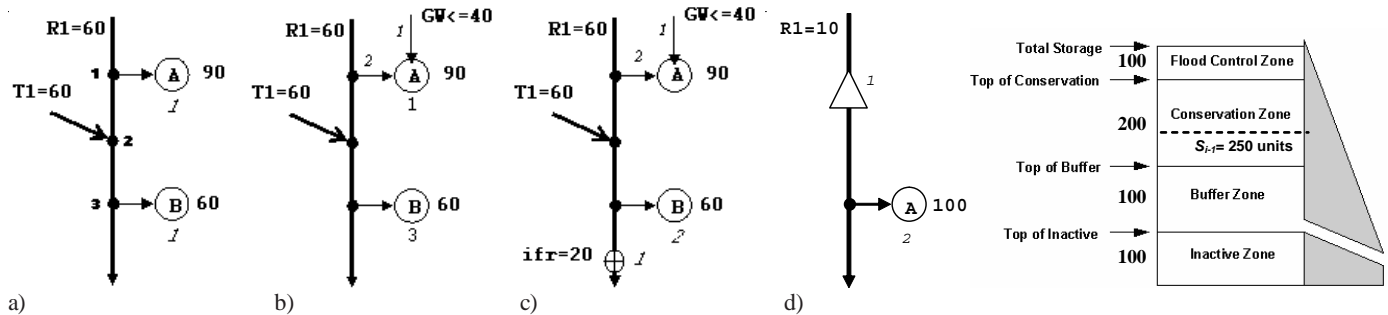 R1=60
1
A
90
1
T1=60
2
3
B
60
1
a)
GW<=40
R1=60
1
2
A
90
1
T1=60
B
60
3
b)
GW<=40
R1=60
1
2
A
90
T1=60
B
60
2
ifr=20
1
c)
d)
R1=10
1
A
100
2
Total Storage
100
Flood Control Zone
Top of Conservation
Conservation Zone
200
Si-1= 250 units
Top of Buffer
100
Buffer Zone
Top of Inactive
100
Inactive Zone